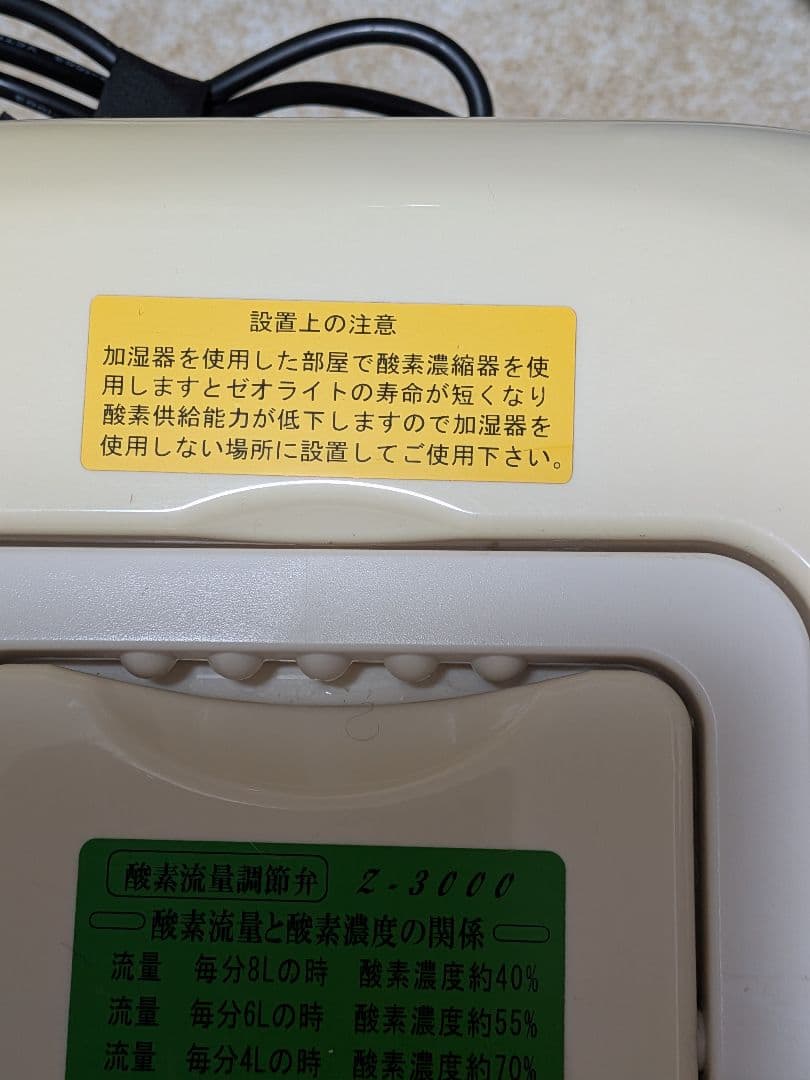 設置上の注意
加湿器を使用した部屋で酸素濃縮器を使
用しますとゼオライトの寿命が短くなり
酸素供給能力が低下しますので加湿器を
使用しない場所に設置してご使用下さい。
酸素流量調節弁 Z-3000
酸素流量と酸素濃度の関係
流量 毎分8Lの時 酸素濃度約40%
流量 毎分6Lの時 酸素濃度約55%
流量 毎分4Lの時 酸素濃度約70%